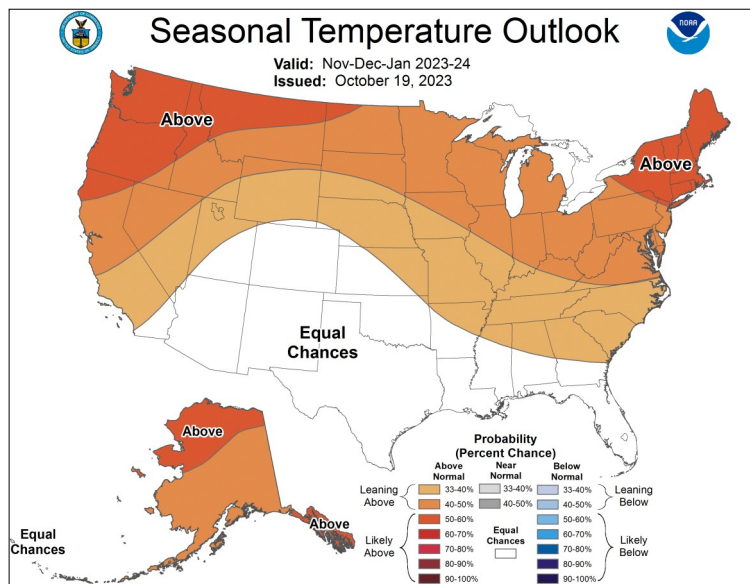 Seasonal Temperature Outlook
NOAA
Valid: Nov-Dec-Jan 2023-24
Issued: October 19, 2023
Above
Above
Equal
Chances
Above
Above
Equal
Chances
Probability
(Percent Chance)
Above
Normal
Near
Normal
Below
Normal
Leaning
Above
33-40%
40-50%
50-60%
60-70%
70-80%
80-90%
90-100%
Likely
Above
33-40%
40-50%
Equal
Chances
33-40%
40-50%
50-60%
60-70%
70-80%
80-90%
90-100%
Leaning
Below
Likely
Below